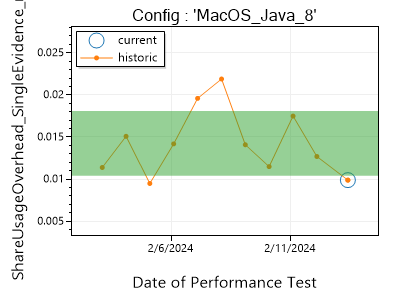 Config : 'MacOS_Java_8'
ShareUsageOverhead_SingleEvidence_
current
historic
0.025
0.02
0.015
0.01
0.005
2/6/2024
2/11/2024
Date of Performance Test